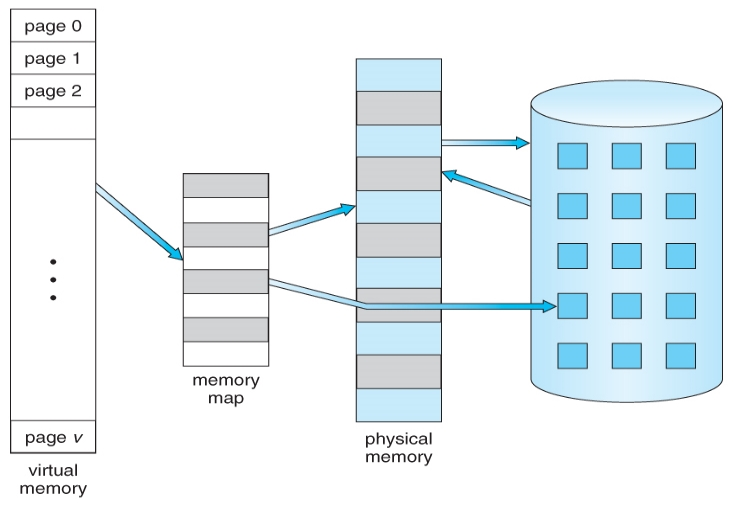 page 0
page 1
page 2
page v
virtual
memory
memory
map
physical
memory